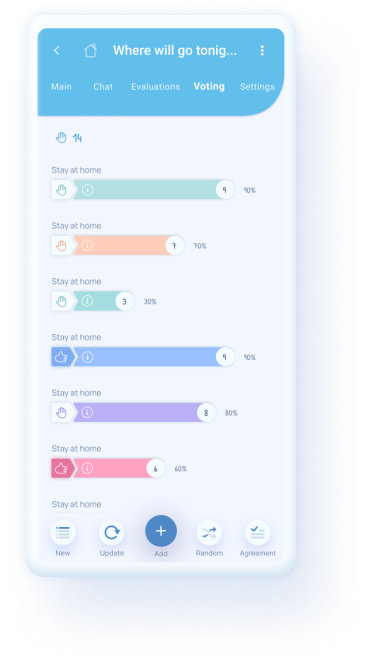 Where will go tonig...
Main Chat Evaluations Voting Settings
14
Stay at home
9 90%
Stay at home
7 70%
Stay at home
3 30%
Stay at home
9 90%
Stay at home
8 80%
Stay at home
6 60%
Stay at home
New Update Add Random Agreement